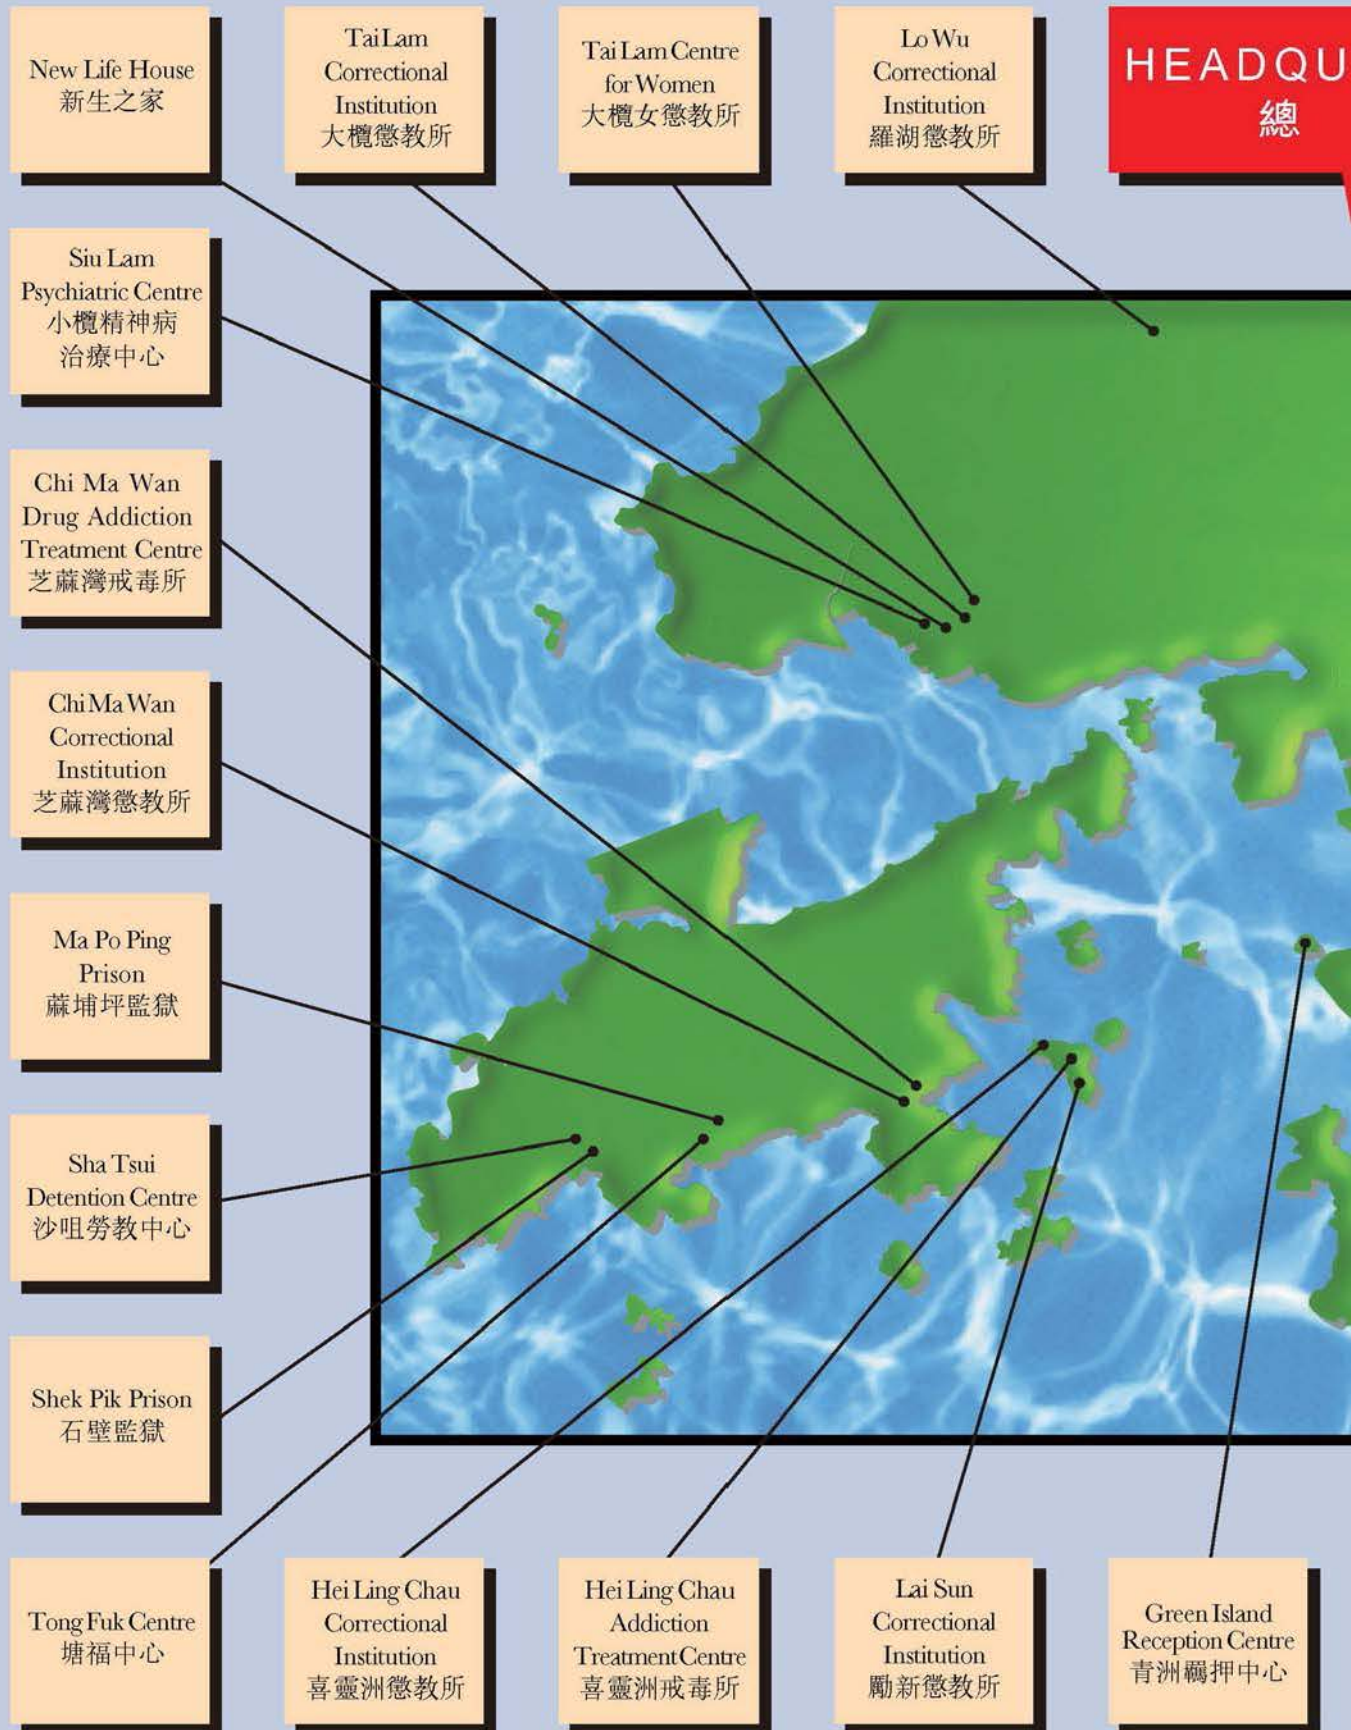 New Life House
新生之家
Tai Lam
Correctional
Institution
大欖懲教所
Tai Lam Centre
for Women
大欖女懲教所
Lo Wu
Correctional
Institution
羅湖懲教所
HEADQU
總
Siu Lam
Psychiatric Centre
小欖精神病
治療中心
Chi Ma Wan
Drug Addiction
Treatment Centre
芝蔴灣戒毒所
Chi Ma Wan
Correctional
Institution
芝蔴灣懲教所
Ma Po Ping
Prison
蔴埔坪監獄
Sha Tsui
Detention Centre
沙咀勞教中心
Shek Pik Prison
石壁監獄
Tong Fuk Centre
塘福中心
Hei Ling Chau
Correctional
Institution
喜靈洲懲教所
Hei Ling Chau
Addiction
Treatment Centre
喜靈洲戒毒所
Lai Sun
Correctional
Institution
勵新懲教所
Green Island
Reception Centre
青洲羈押中心